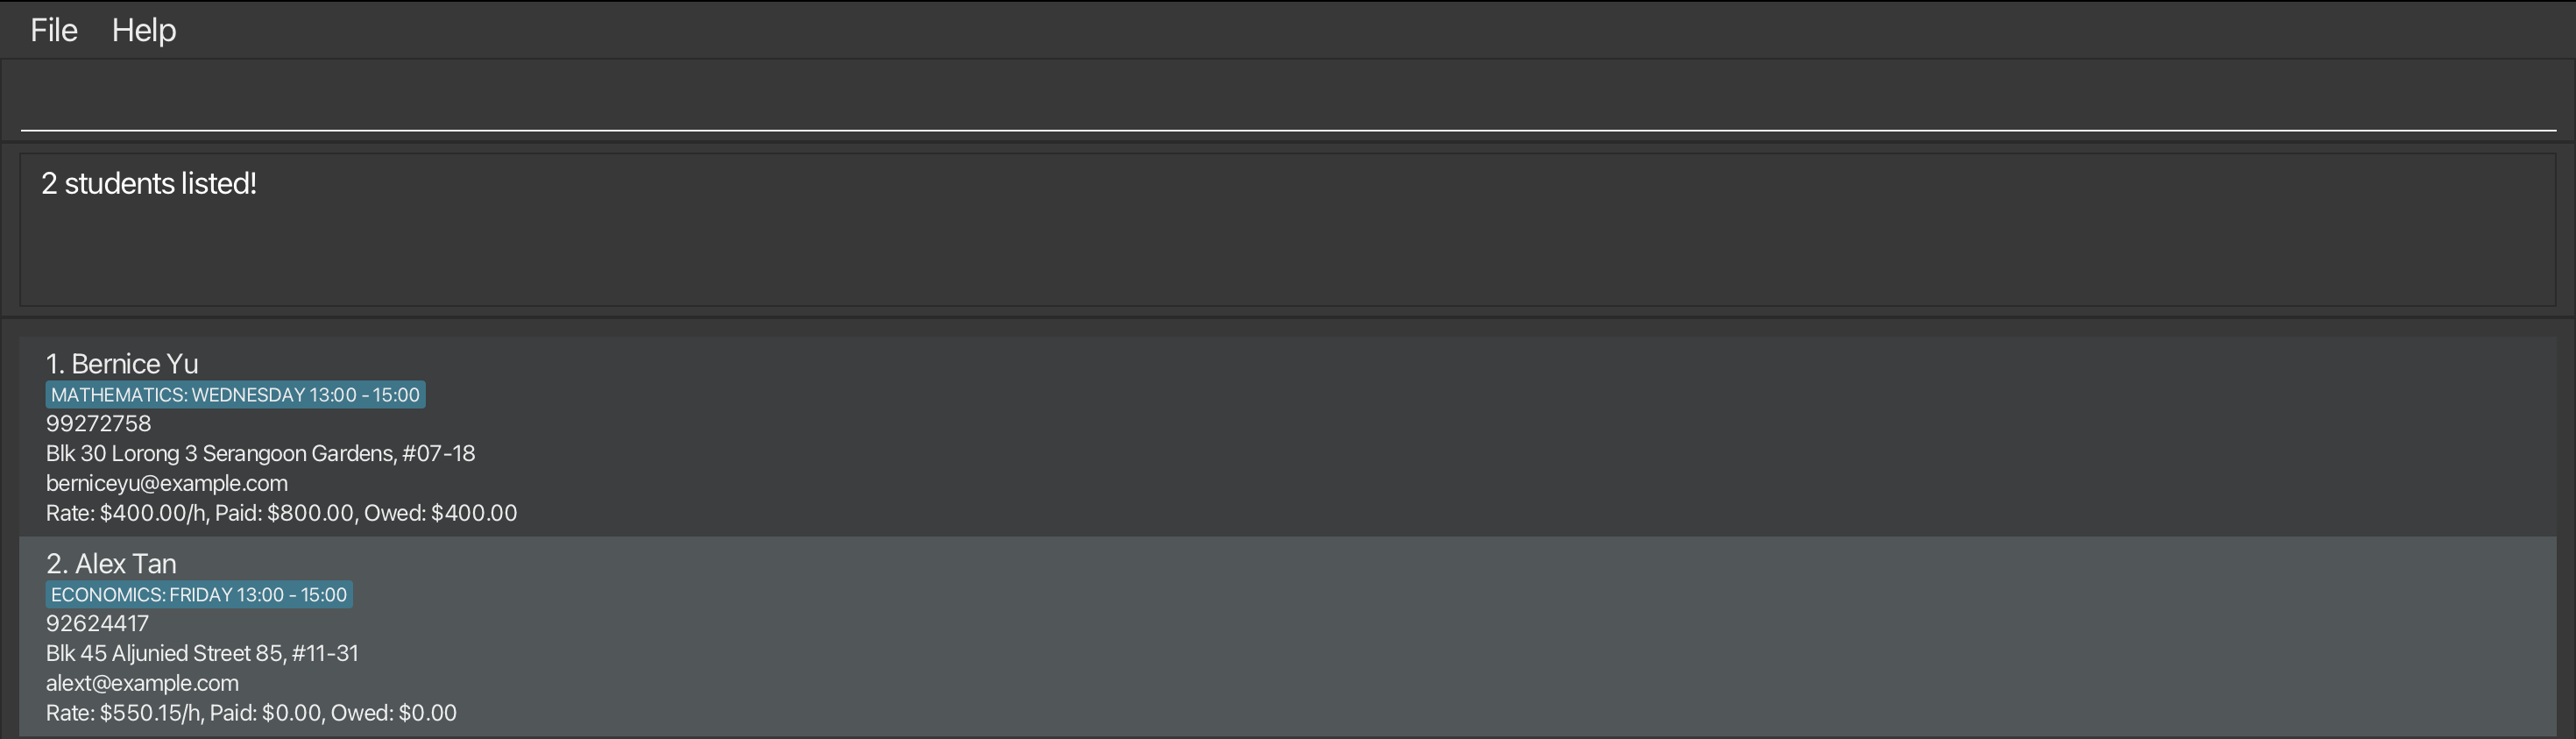 File Help
2 students listed!
1. Bernice Yu
MATHEMATICS: WEDNESDAY 13:00 - 15:00
99272758
Blk 30 Lorong 3 Serangoon Gardens, #07-18
berniceyu@example.com
Rate: $400.00/h, Paid: $800.00, Owed: $400.00
2. Alex Tan
ECONOMICS: FRIDAY 13:00 - 15:00
92624417
Blk 45 Aljunied Street 85, #11-31
alext@example.com
Rate: $550.15/h, Paid: $0.00, Owed: $0.00